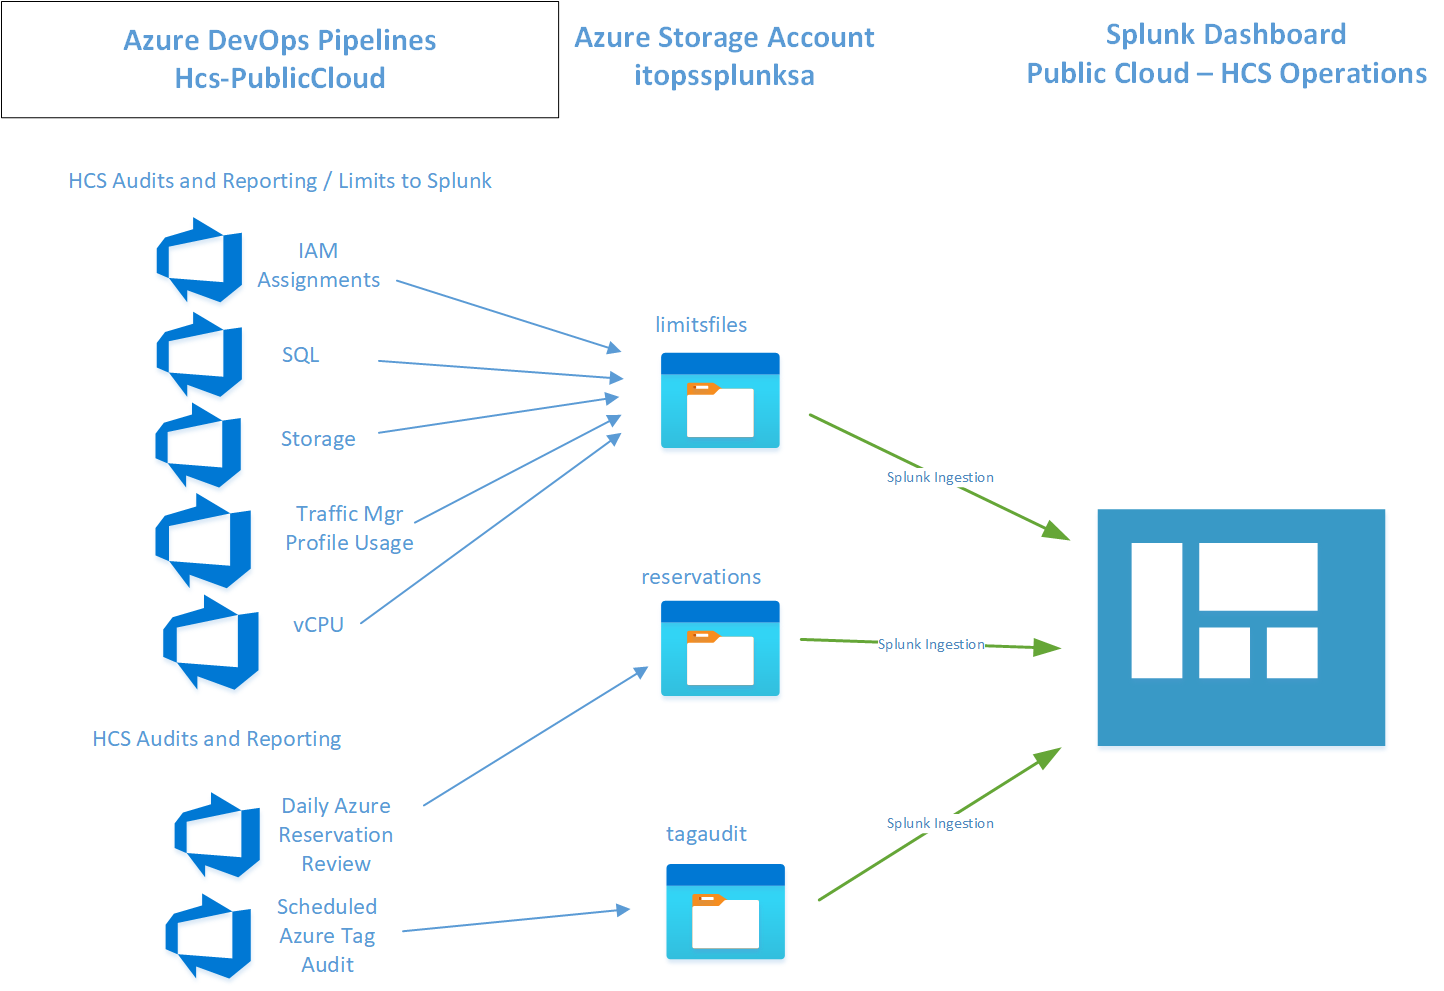 Azure DevOps Pipelines
Hcs-PublicCloud
Azure Storage Account
itopssplunksa
Splunk Dashboard
Public Cloud – HCS Operations
HCS Audits and Reporting / Limits to Splunk
IAM
Assignments
SQL
Storage
Traffic Mgr
Profile Usage
vCPU
limitsfiles
Splunk Ingestion
reservations
Splunk Ingestion
HCS Audits and Reporting
Daily Azure
Reservation
Review
Scheduled
Azure Tag
Audit
tagaudit
Splunk Ingestion